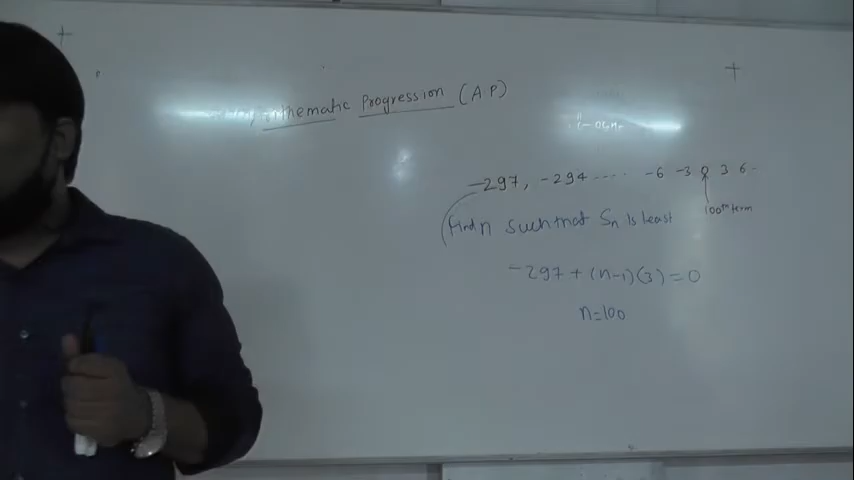 Arithematic Progression (A.P)
-297, -294 .... -6 -3 0 3 6.
100th term
Find n such that Sn is least
-297 + (n-1)(3) = 0
n=100